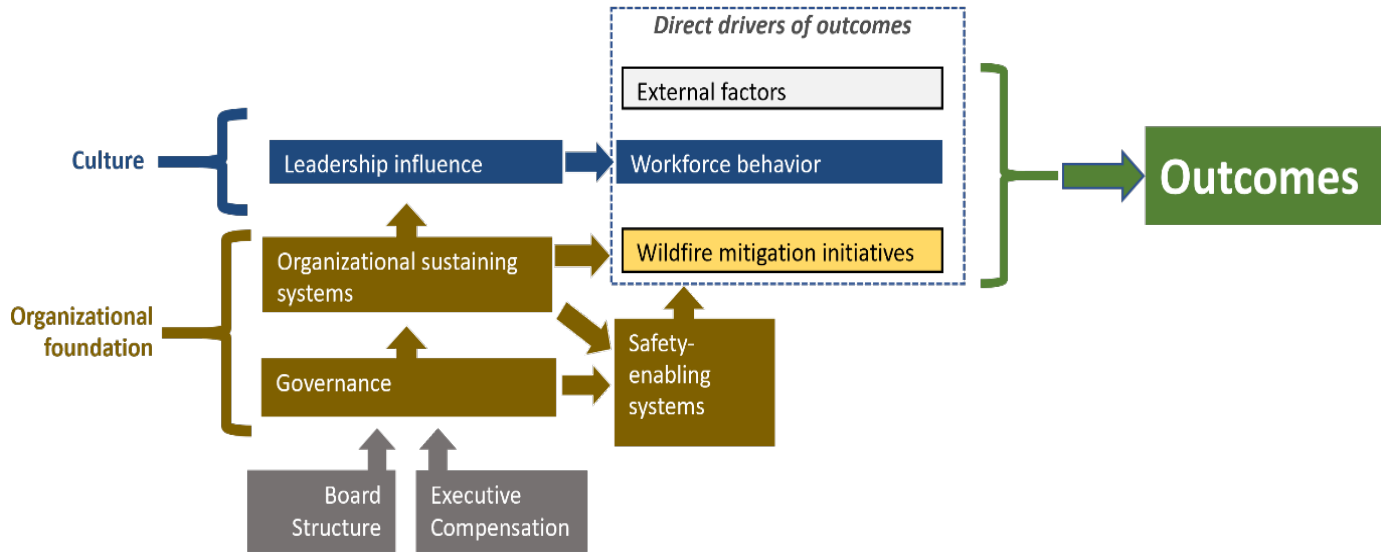 Direct drivers of outcomes
External factors
Culture
Leadership influence
Workforce behavior
Outcomes
Organizational sustaining
systems
Wildfire mitigation initiatives
Organizational
foundation
Governance
Safety-
enabling
systems
Board
Structure
Executive
Compensation